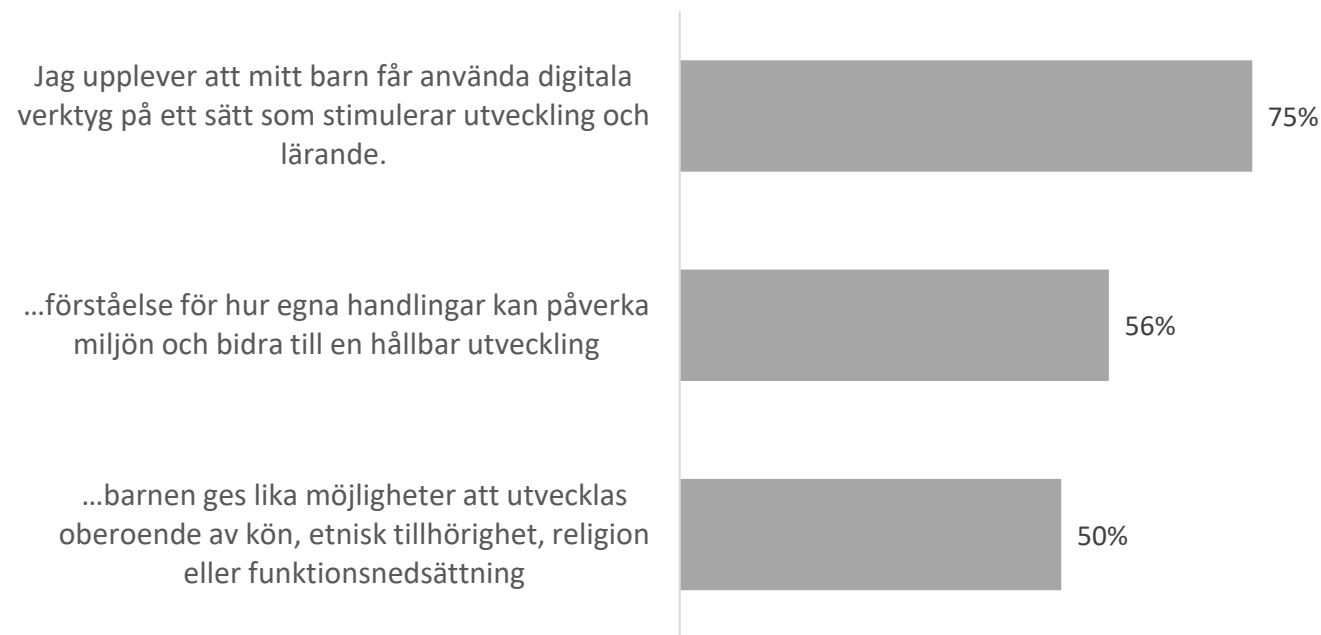 Jag upplever att mitt barn får använda digitala
verktyg på ett sätt som stimulerar utveckling och
lärande.
75%
…förståelse för hur egna handlingar kan påverka
miljön och bidra till en hållbar utveckling
56%
…barnen ges lika möjligheter att utvecklas
oberoende av kön, etnisk tillhörighet, religion
eller funktionsnedsättning
50%